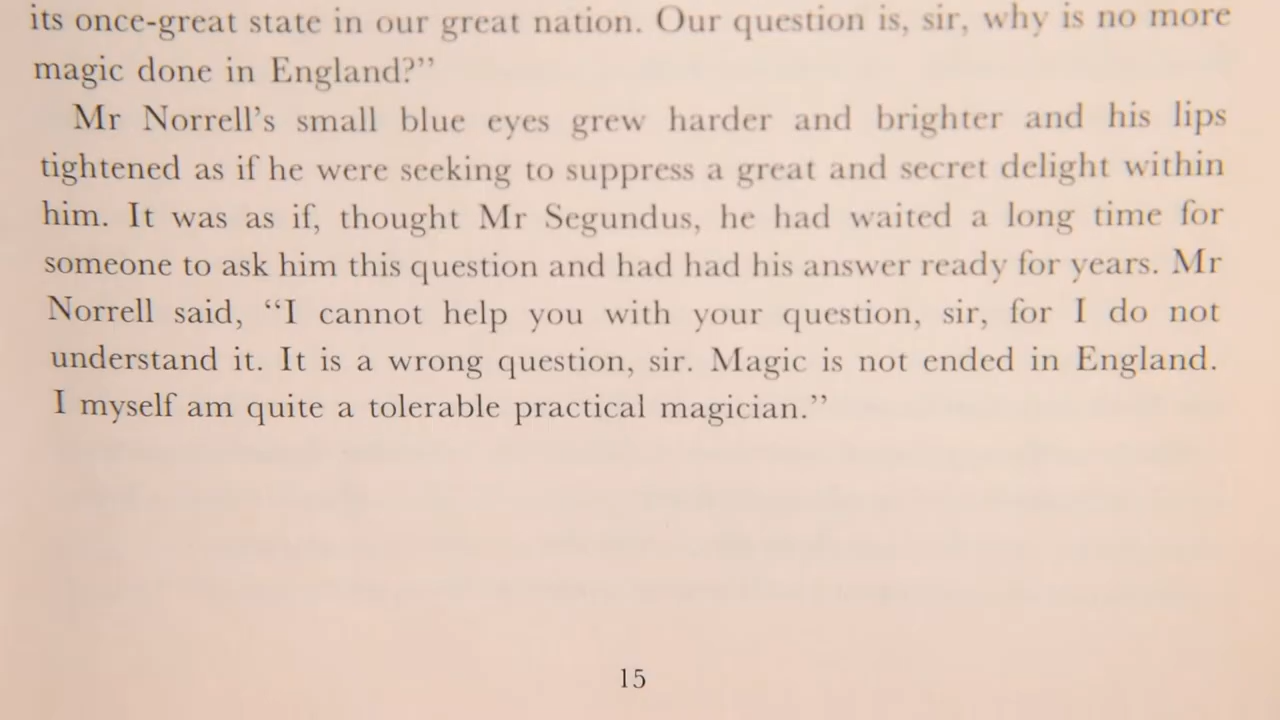 its once-great state in our great nation. Our question is, sir, why is no more
magic done in England?”
Mr Norrell’s small blue eyes grew harder and brighter and his lips
tightened as if he were seeking to suppress a great and secret delight within
him. It was as if, thought Mr Segundus, he had waited a long time for
someone to ask him this question and had had his answer ready for years. Mr
Norrell said, “I cannot help you with your question, sir, for I do not
understand it. It is a wrong question, sir. Magic is not ended in England.
I myself am quite a tolerable practical magician.”
15